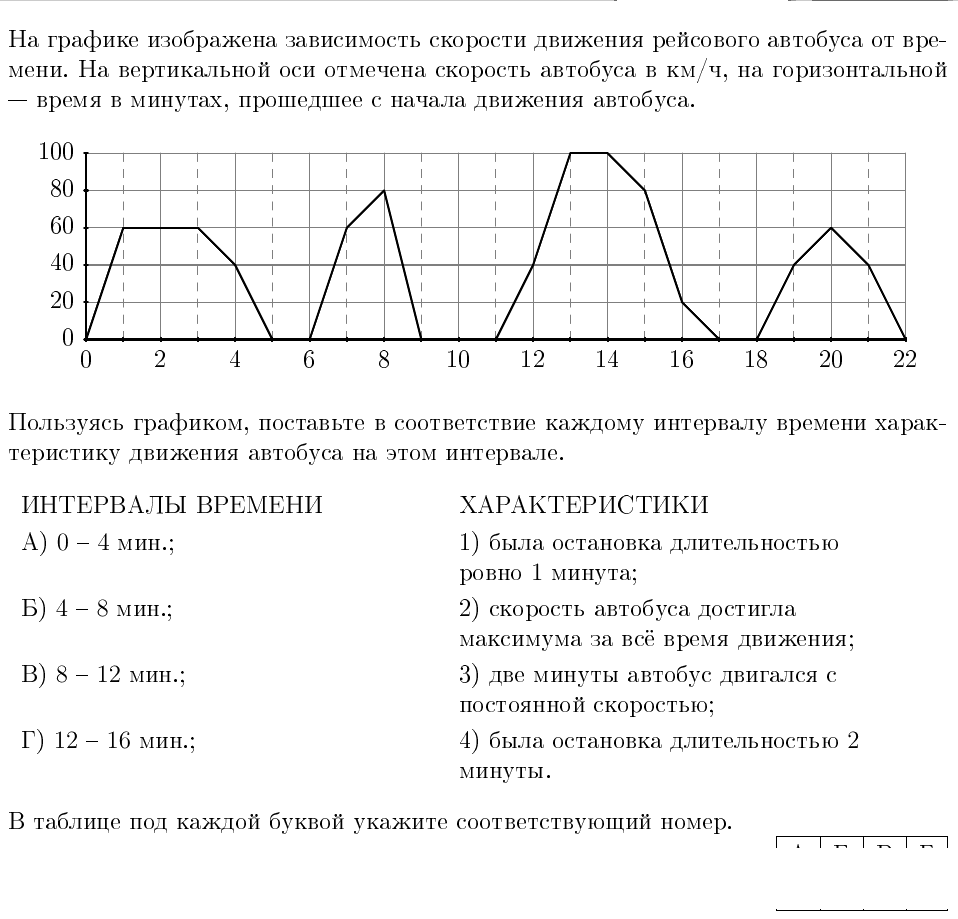 На графике изображена зависимость скорости движения рейсового автобуса от вре-
мени. На вертикальной оси отмечена скорость автобуса в км/ч, на горизонтальной
— время в минутах, прошедшее с начала движения автобуса.
100
80
60
40
20
0
0 2 4 6 8 10 12 14 16 18 20 22
Пользуясь графиком, поставьте в соответствие каждому интервалу времени харак-
теристику движения автобуса на этом интервале.
ИНТЕРВАЛЫ ВРЕМЕНИ ХАРАКТЕРИСТИКИ
А) 0 – 4 мин.; 1) была остановка длительностью
ровно 1 минута;
Б) 4 – 8 мин.; 2) скорость автобуса достигла
максимума за всё время движения;
В) 8 – 12 мин.; 3) две минуты автобус двигался с
постоянной скоростью;
Г) 12 – 16 мин.; 4) была остановка длительностью 2
минуты.
В таблице под каждой буквой укажите соответствующий номер.